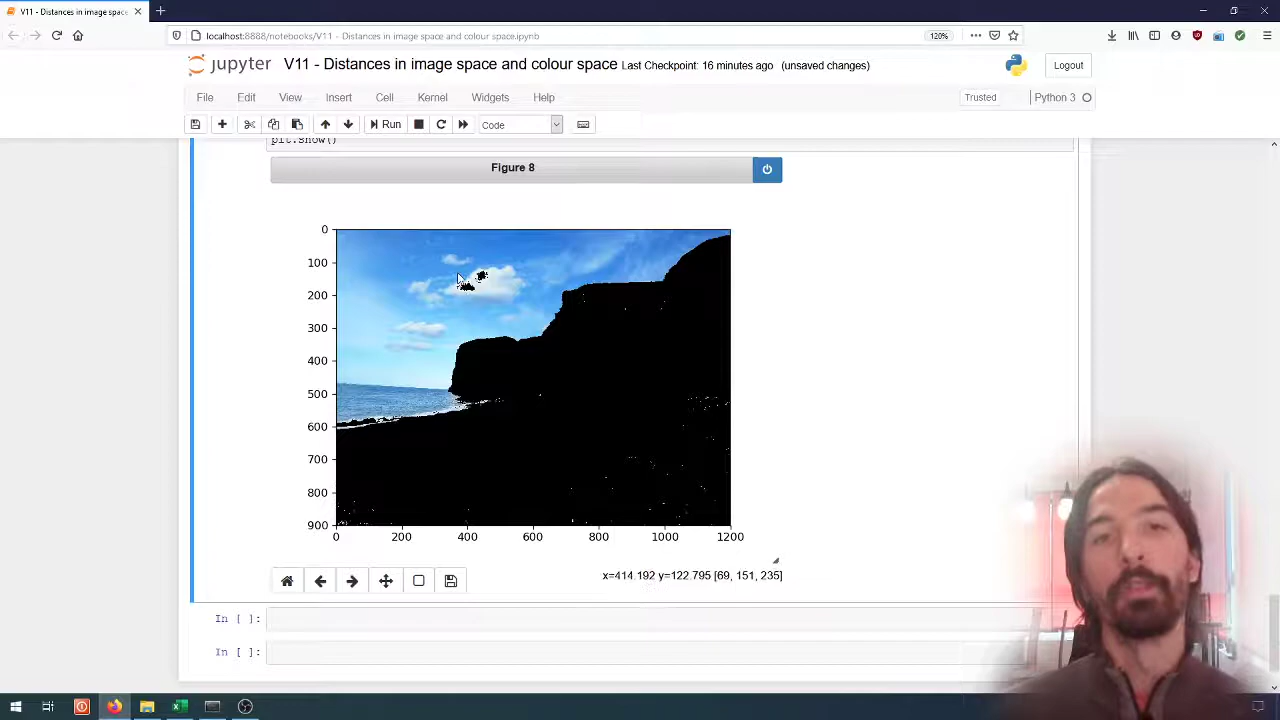 V11 - Distances in image space
localhost:8888/notebooks/V11 - Distances in image space and colour space.ipynb
120%
jupyter V11 - Distances in image space and colour space Last Checkpoint: 16 minutes ago (unsaved changes)
Logout
File Edit View Insert Cell Kernel Widgets Help
Trusted
Python 3
Run
Code
plt.show()
Figure 8
0
100
200
300
400
500
600
700
800
900
0 200 400 600 800 1000 1200
x=414.192 y=122.795 [69, 151, 235]
In [ ]:
In [ ]: